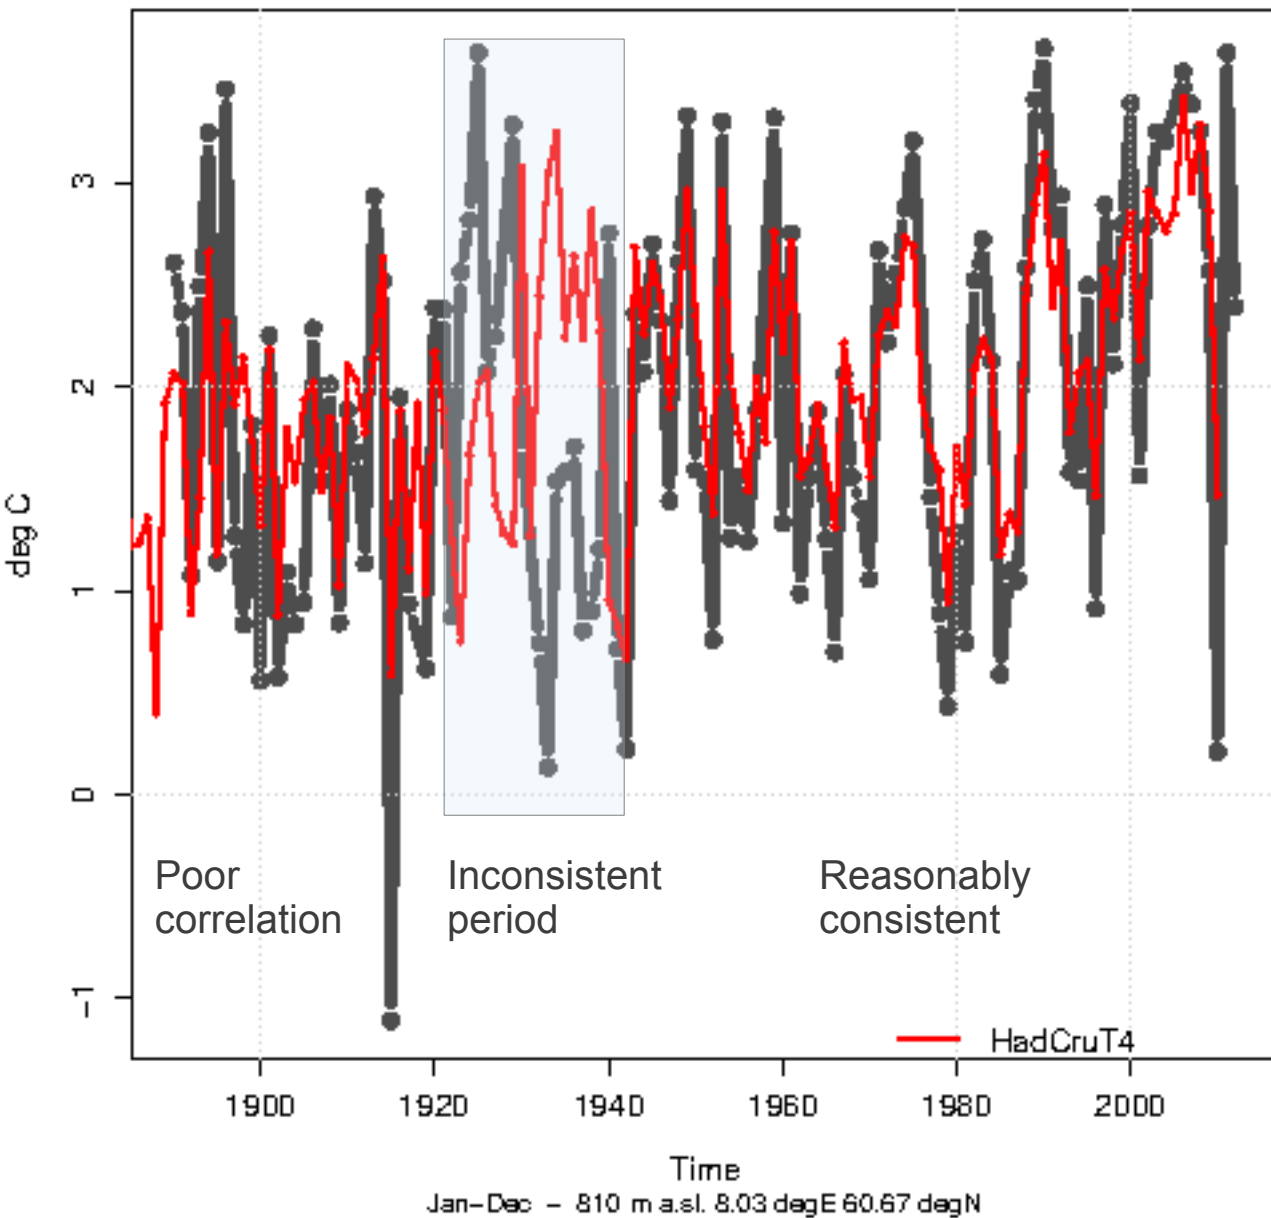 deg C
3
2
1
0
-1
Poor
correlation
Inconsistent
period
Reasonably
consistent
HadCruT4
1900 1920 1940 1960 1980 2000
Time
Jan-Dec - 810 m a.sl. 8.03 degE 60.67 degN